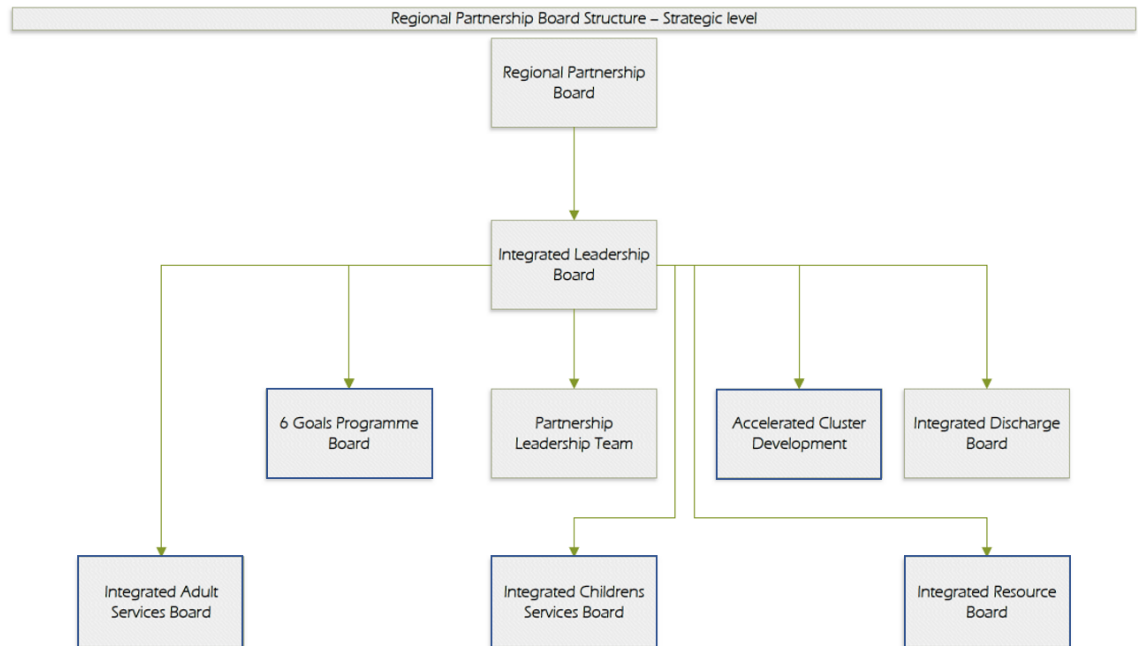 Regional Partnership Board Structure – Strategic level
Regional Partnership
Board
Integrated Leadership
Board
6 Goals Programme
Board
Partnership
Leadership Team
Accelerated Cluster
Development
Integrated Discharge
Board
Integrated Adult
Services Board
Integrated Childrens
Services Board
Integrated Resource
Board